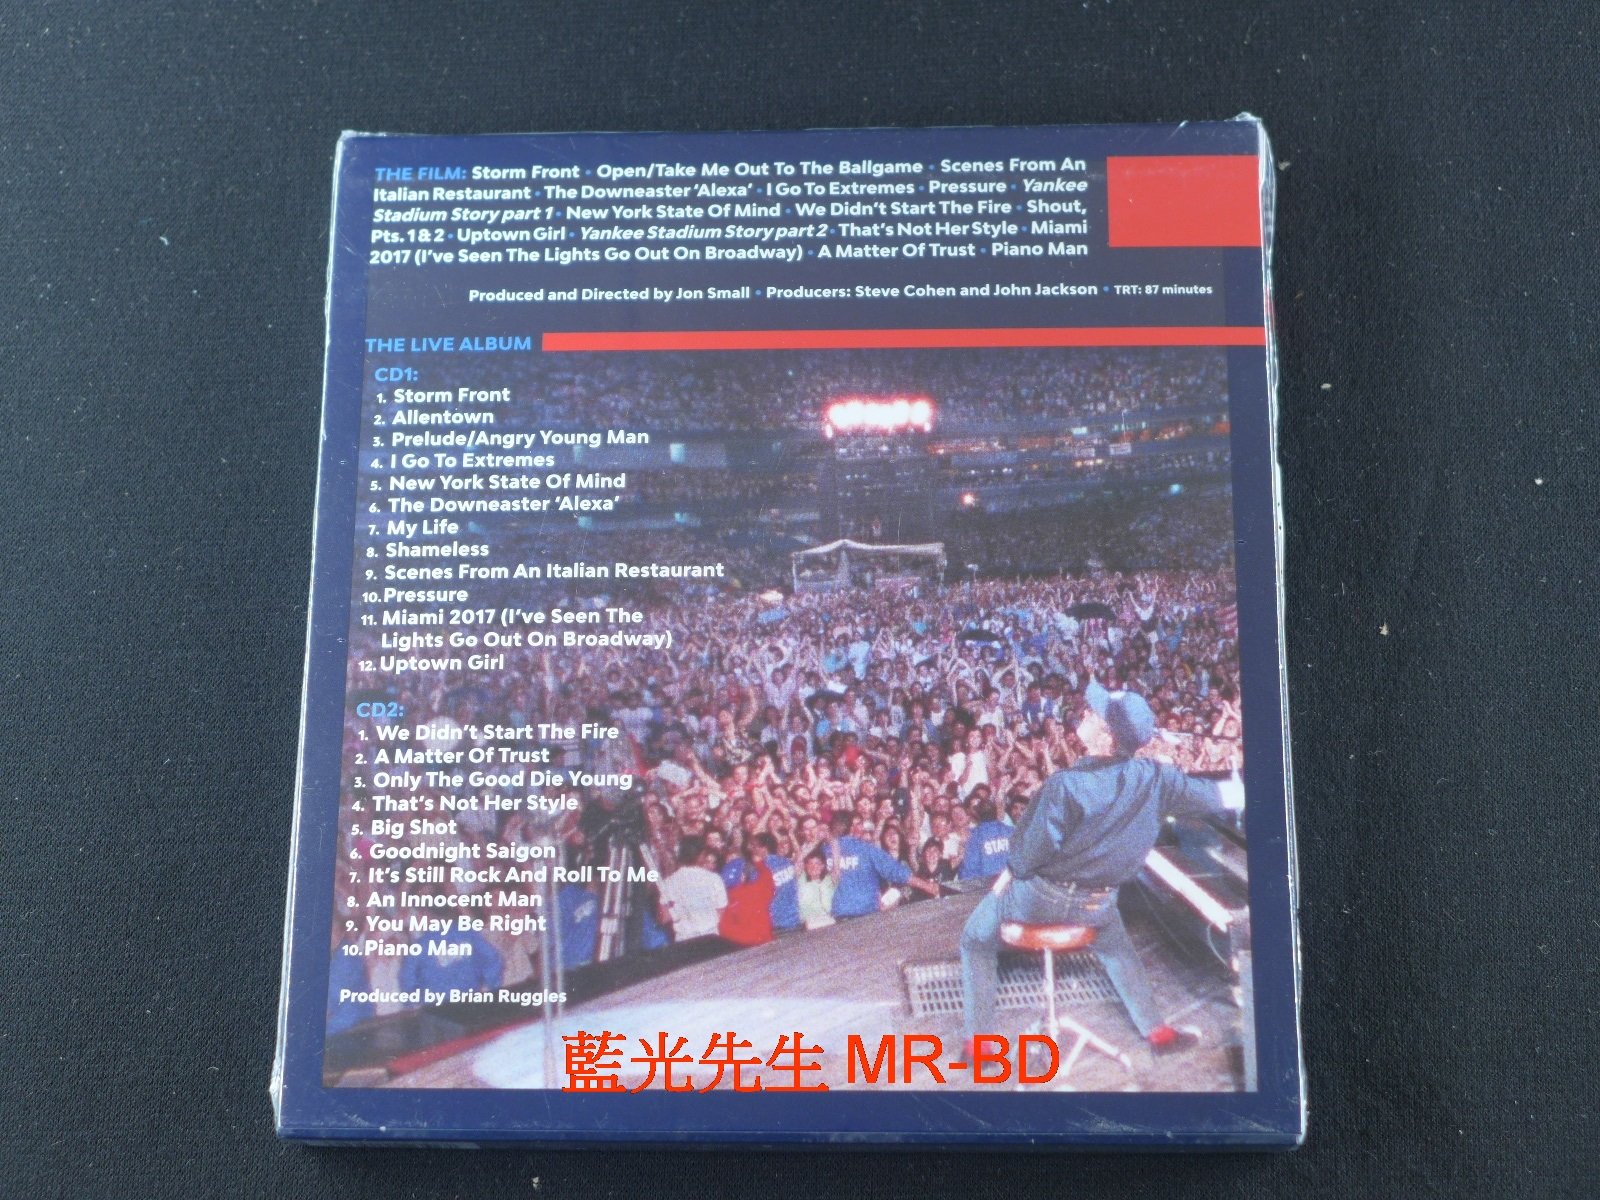 THE FILM: Storm Front • Open/Take Me Out To The Ballgame • Scenes From An
Italian Restaurant • The Downeaster ‘Alexa’ • I Go To Extremes • Pressure • Yankee
Stadium Story part 1 • New York State Of Mind • We Didn’t Start The Fire • Shout,
Pts. 1 & 2 • Uptown Girl • Yankee Stadium Story part 2 • That’s Not Her Style • Miami
2017 (I’ve Seen The Lights Go Out On Broadway) • A Matter Of Trust • Piano Man
Produced and Directed by Jon Small • Producers: Steve Cohen and John Jackson • TRT: 87 minutes
THE LIVE ALBUM
CD1:
1. Storm Front
2. Allentown
3. Prelude/Angry Young Man
4. I Go To Extremes
5. New York State Of Mind
6. The Downeaster ‘Alexa’
7. My Life
8. Shameless
9. Scenes From An Italian Restaurant
10. Pressure
11. Miami 2017 (I’ve Seen The
Lights Go Out On Broadway)
12. Uptown Girl
CD2:
1. We Didn’t Start The Fire
2. A Matter Of Trust
3. Only The Good Die Young
4. That’s Not Her Style
5. Big Shot
6. Goodnight Saigon
7. It’s Still Rock And Roll To Me
8. An Innocent Man
9. You May Be Right
10. Piano Man
Produced by Brian Ruggles
STAFF
藍光先生 MR-BD